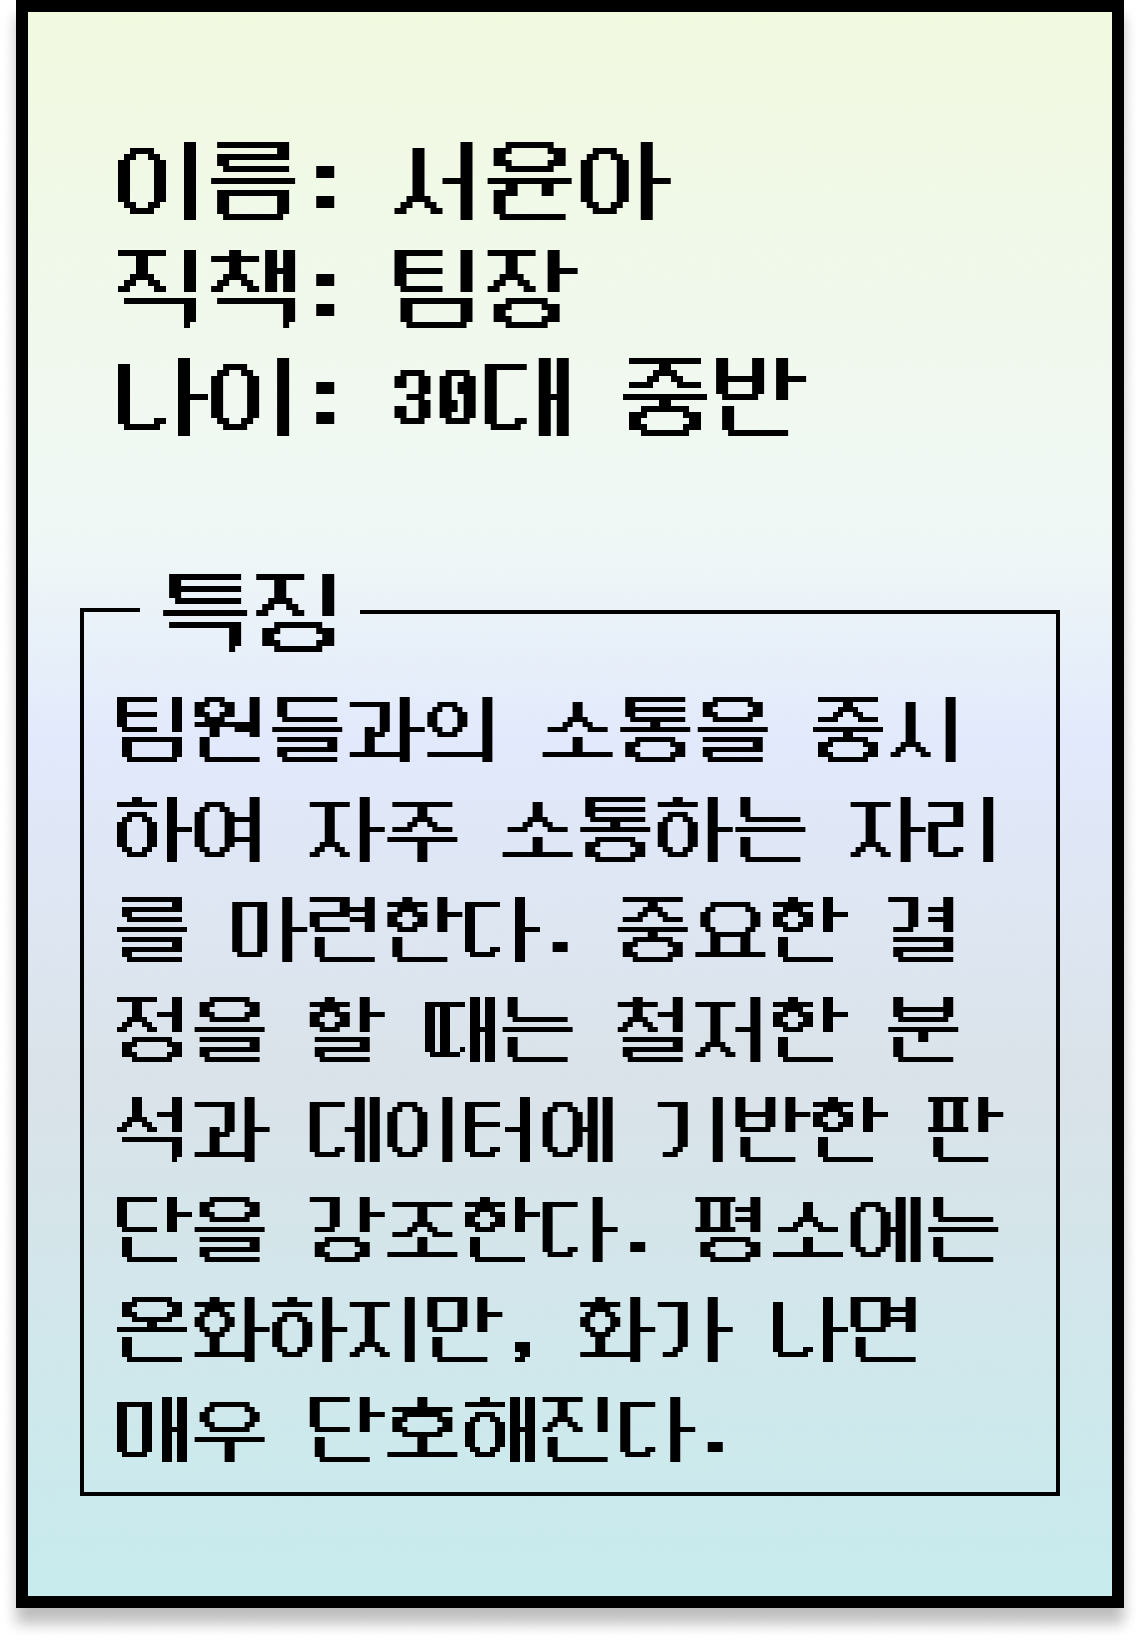 이름: 서윤아
직책: 팀장
나이: 30대 중반
특징
팀원들과의 소통을 중시
하여 자주 소통하는 자리
를 마련한다. 중요한 결
정을 할 때는 철저한 분
석과 데이터에 기반한 판
단을 강조한다. 평소에는
온화하지만, 화가 나면
매우 단호해진다.